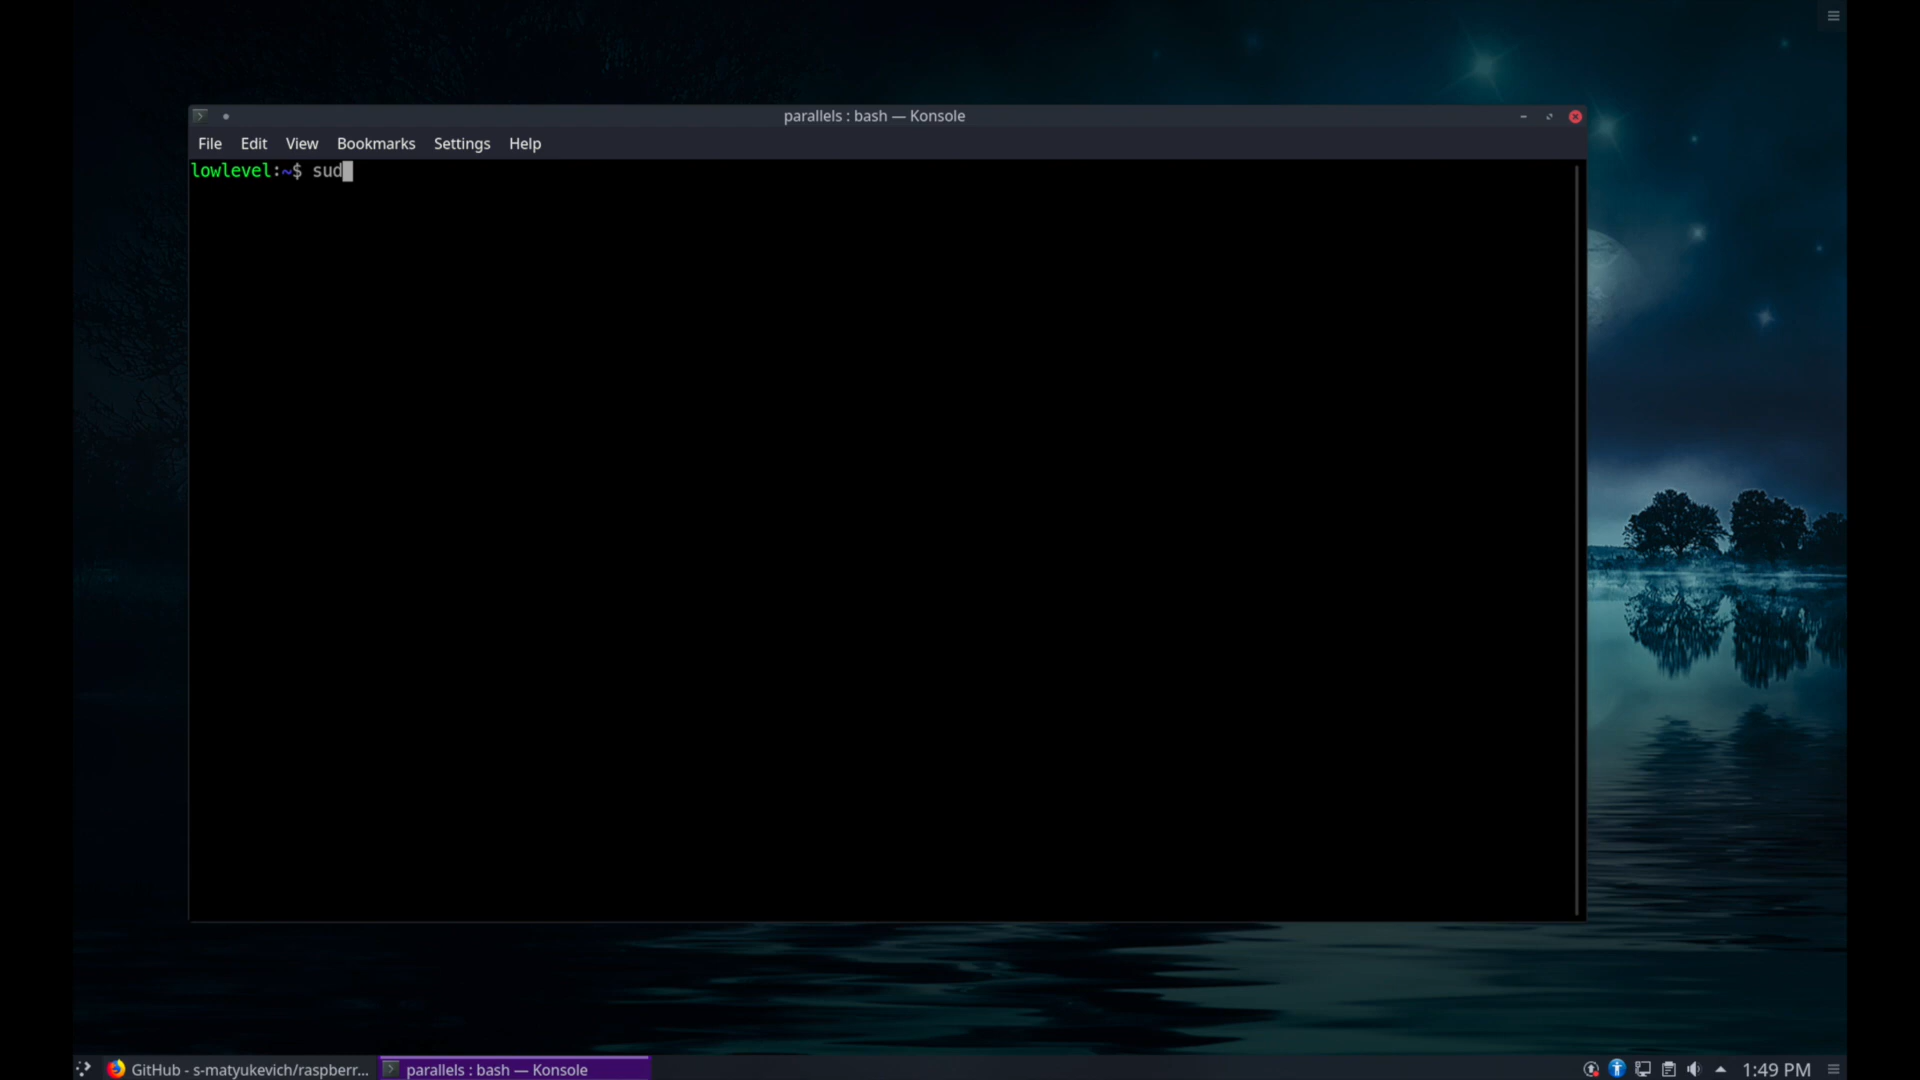 parallels : bash — Konsole
File Edit View Bookmarks Settings Help
lowlevel:~$ sud
GitHub - s-matyukevich/raspberr... parallels : bash — Konsole 1:49 PM